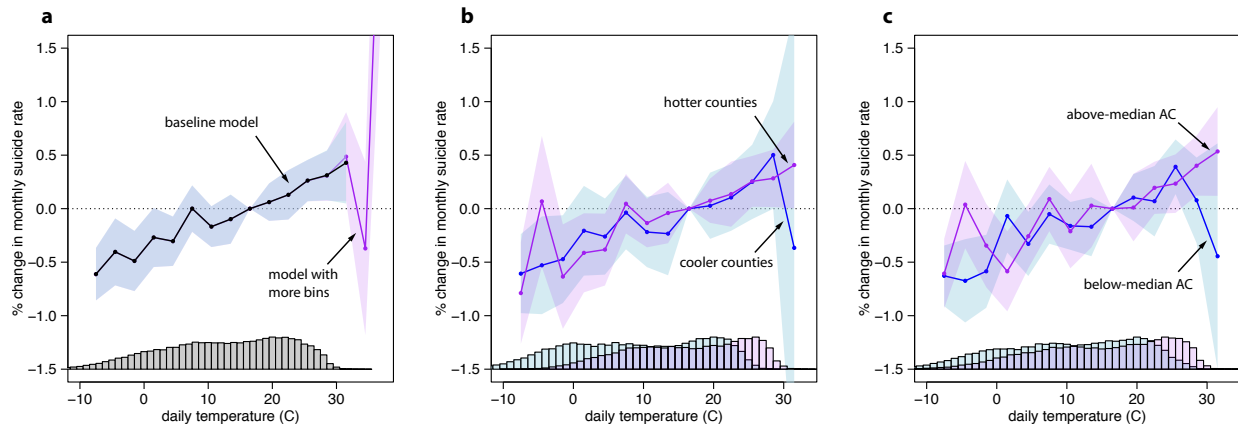 a
% change in monthly suicide rate
1.5
1.0
0.5
0.0
−0.5
−1.0
−1.5
baseline model
model with
more bins
−10
0
10
20
30
daily temperature (C)
b
% change in monthly suicide rate
1.5
1.0
0.5
0.0
−0.5
−1.0
−1.5
hotter counties
cooler counties
−10
0
10
20
30
daily temperature (C)
c
% change in monthly suicide rate
1.5
1.0
0.5
0.0
−0.5
−1.0
−1.5
above-median AC
below-median AC
−10
0
10
20
30
daily temperature (C)